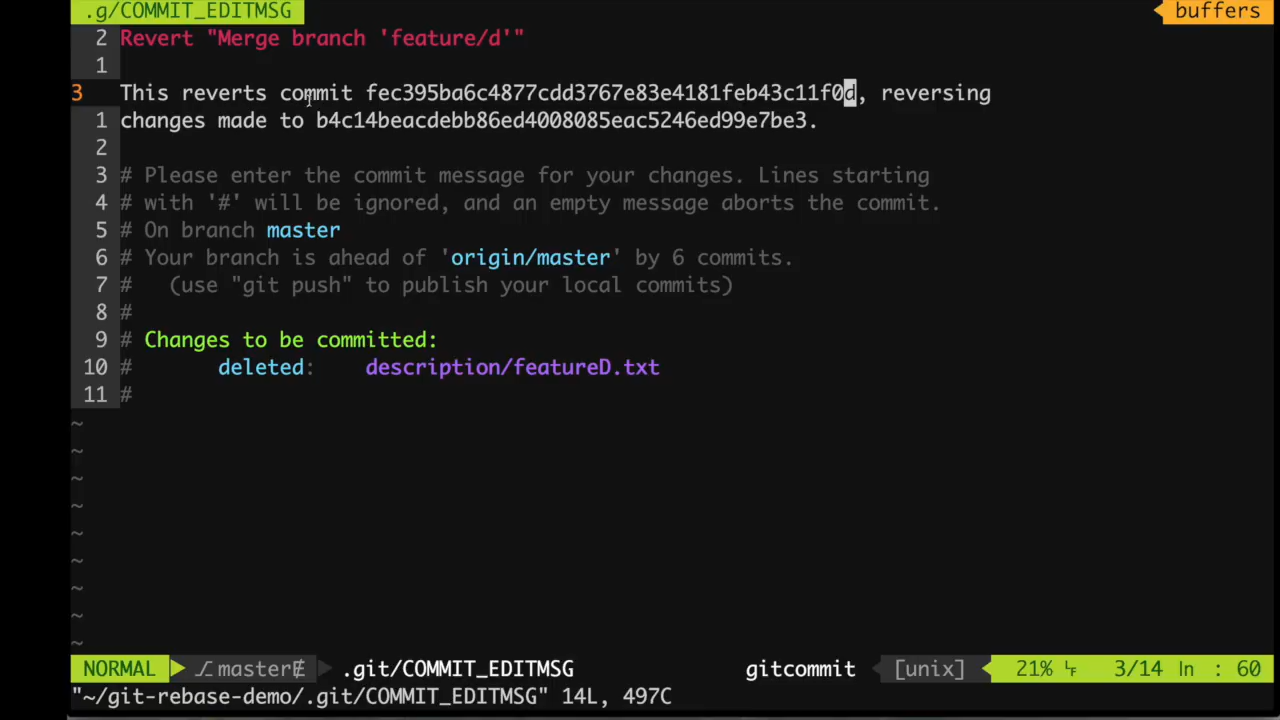 .g/COMMIT_EDITMSG buffers
2 Revert "Merge branch 'feature/d'"
1
3 This reverts commit fec395ba6c4877cdd3767e83e4181feb43c11f0d, reversing
1 changes made to b4c14beacdebb86ed4008085eac5246ed99e7be3.
2
3 # Please enter the commit message for your changes. Lines starting
4 # with '#' will be ignored, and an empty message aborts the commit.
5 # On branch master
6 # Your branch is ahead of 'origin/master' by 6 commits.
7 #   (use "git push" to publish your local commits)
8 #
9 # Changes to be committed:
10 #       deleted:    description/featureD.txt
11 #
~
~
~
~
~
~
~
~
~
NORMAL master .git/COMMIT_EDITMSG gitcommit [unix] 21% 3/14 ln : 60
"~/git-rebase-demo/.git/COMMIT_EDITMSG" 14L, 497C